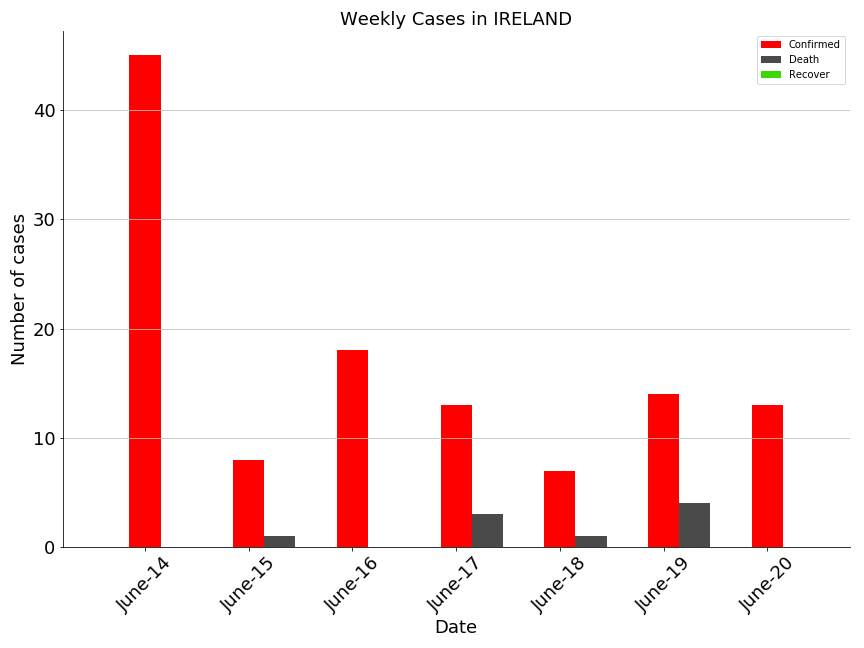 Weekly Cases in IRELAND
Confirmed
Death
Recover
Number of cases
40
30
20
10
0
June-14
June-15
June-16
June-17
June-18
June-19
June-20
Date